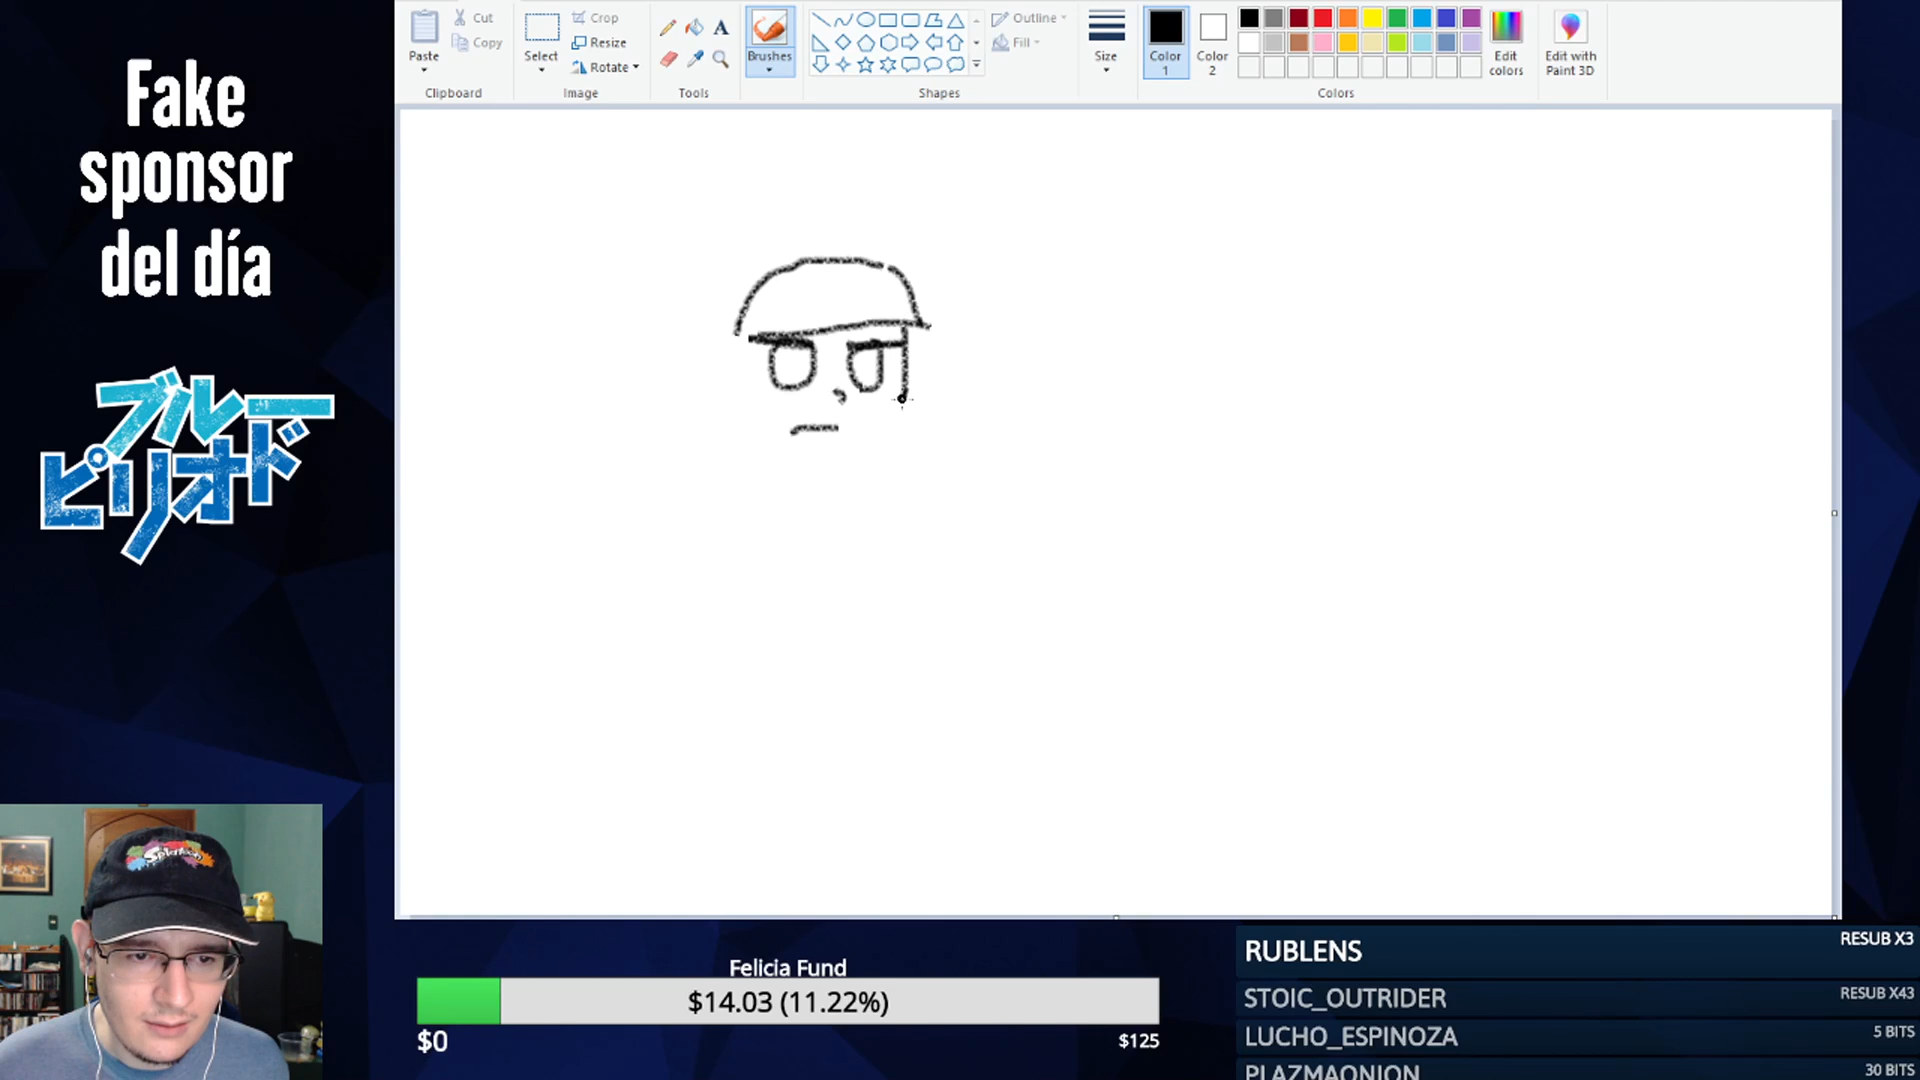 Fake
sponsor
del día
ブルー
ピリオド
Paste
Cut
Copy
Clipboard
Select
Crop
Resize
Rotate
Image
A
Tools
Brushes
Shapes
Outline
Fill
Size
Color
1
Color
2
Colors
Edit
colors
Edit with
Paint 3D
Splatoon
Felicia Fund
$14.03 (11.22%)
$0
$125
RUBLENS
RESUB X3
STOIC_OUTRIDER
RESUB X43
LUCHO_ESPINOZA
5 BITS
PLAZMAONION
30 BITS